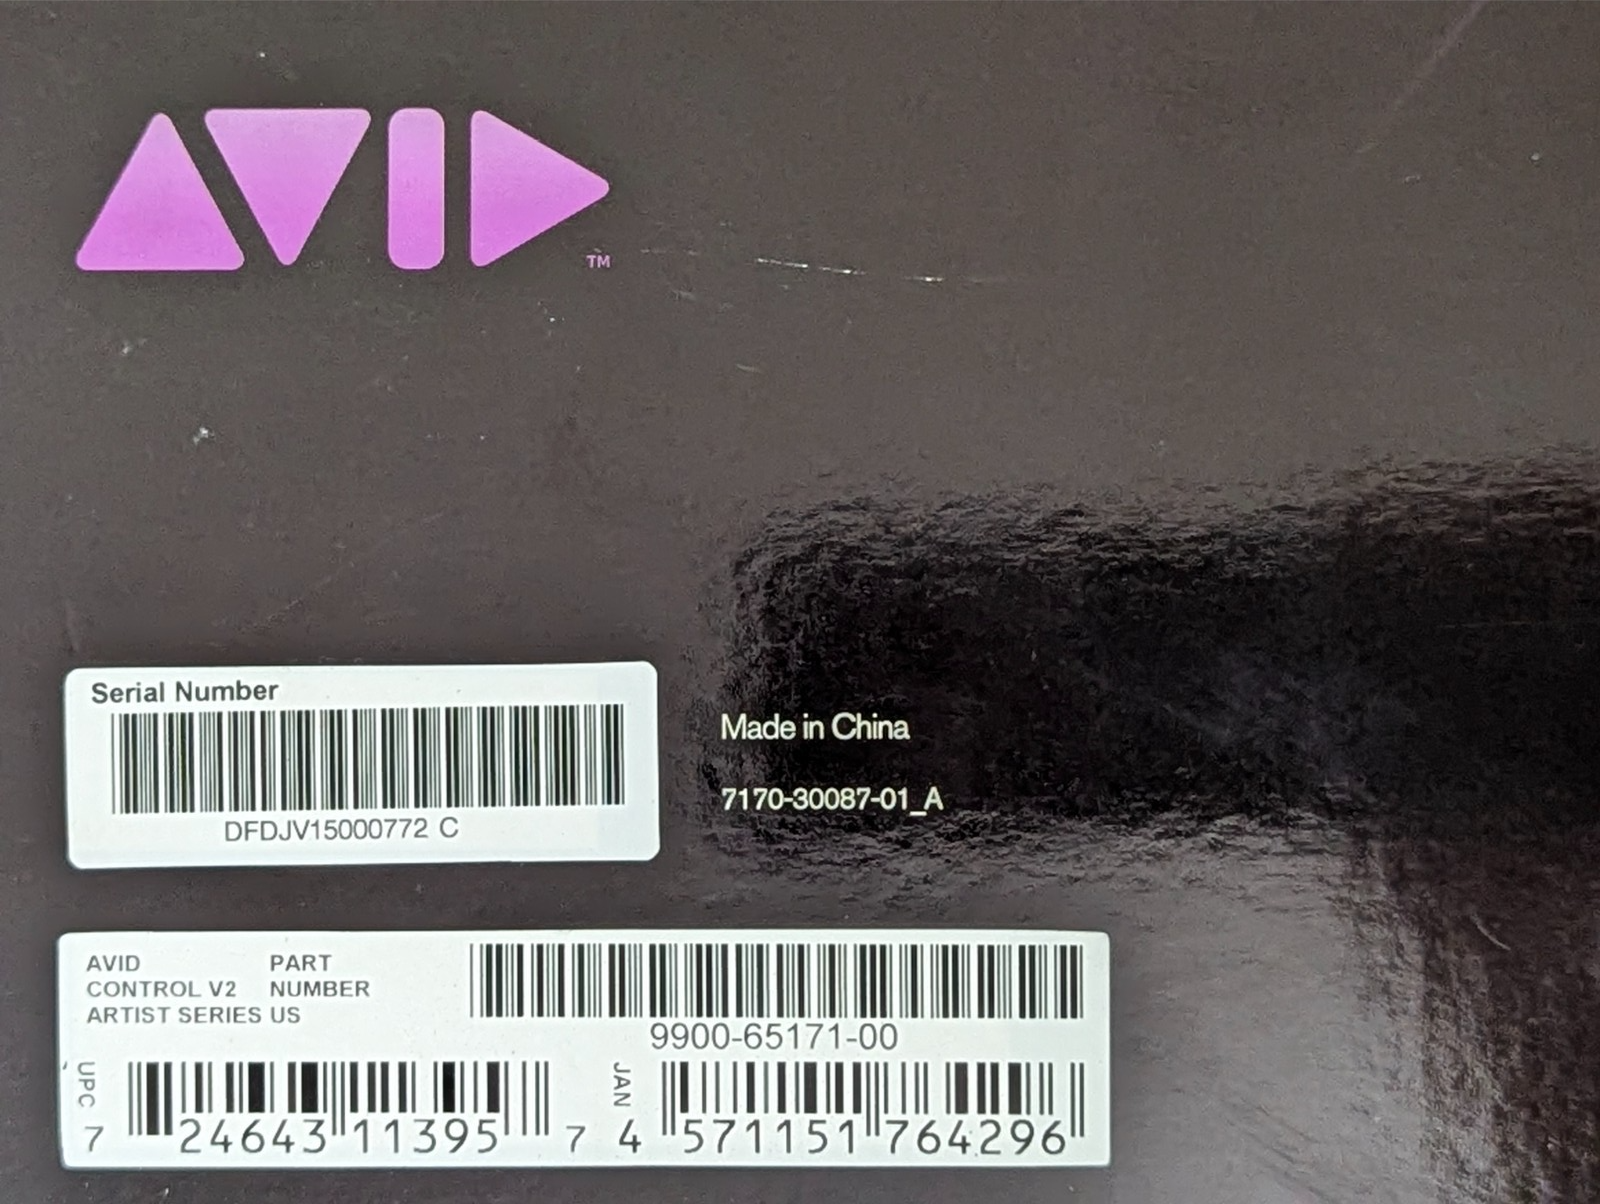 AVID
TM
Serial Number
DFDJV15000772 C
Made in China
7170-30087-01_A
AVID PART
CONTROL V2 NUMBER
ARTIST SERIES US
9900-65171-00
UPC
7 24643 11395 7
JAN
4 571151 764296